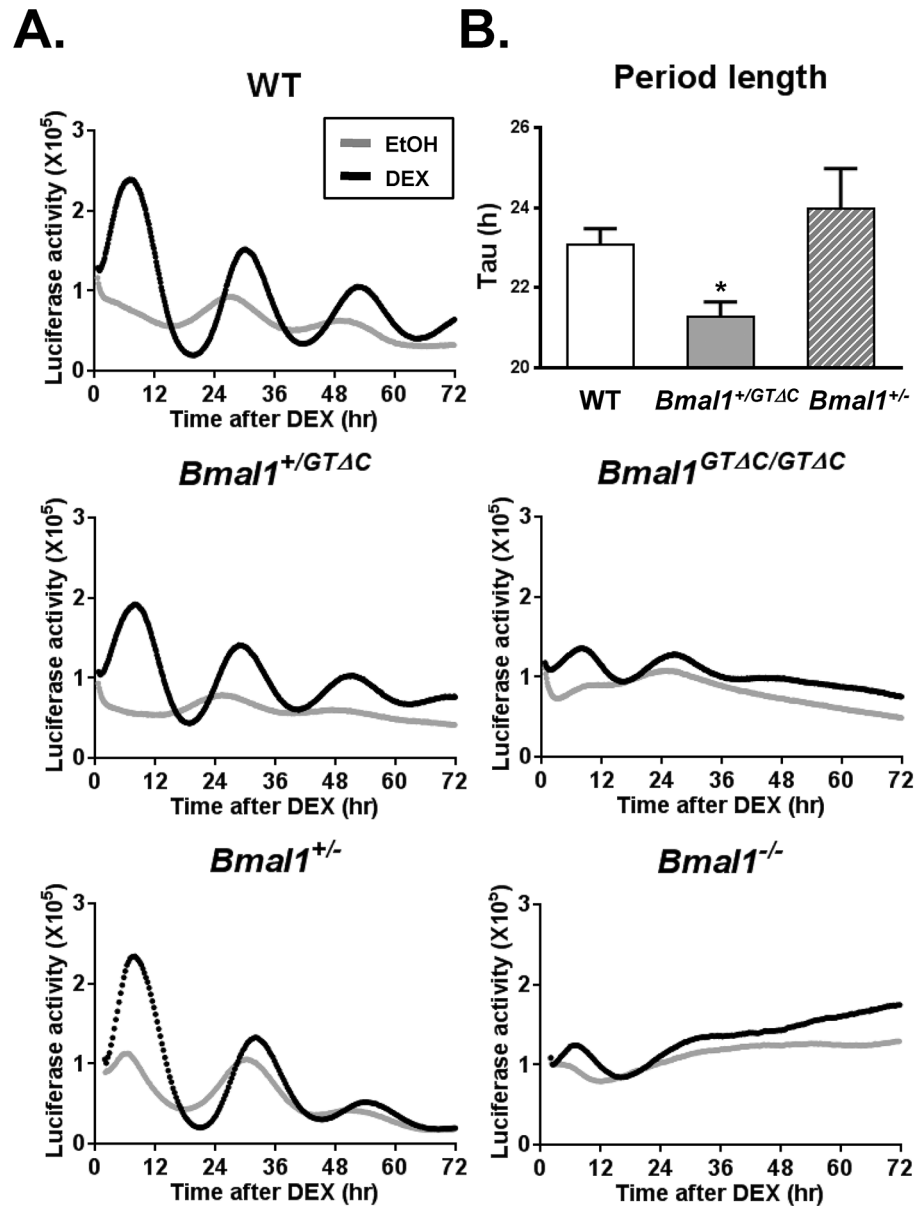 A.
WT
EtOH
DEX
Luciferase activity (X10⁵)
3
2
1
0
0 12 24 36 48 60 72
Time after DEX (hr)
B.
Period length
Tau (h)
26
24
22
20
*
WT Bmal1⁺/ᴳᵀΔꟲ Bmal1⁺/⁻
Bmal1⁺/ᴳᵀΔꟲ
Luciferase activity (X10⁵)
3
2
1
0
0 12 24 36 48 60 72
Time after DEX (hr)
Bmal1ᴳᵀΔꟲ/ᴳᵀΔꟲ
Luciferase activity (X10⁵)
3
2
1
0
0 12 24 36 48 60 72
Time after DEX (hr)
Bmal1⁺/⁻
Luciferase activity (X10⁵)
3
2
1
0
0 12 24 36 48 60 72
Time after DEX (hr)
Bmal1⁻/⁻
Luciferase activity (X10⁵)
3
2
1
0
0 12 24 36 48 60 72
Time after DEX (hr)